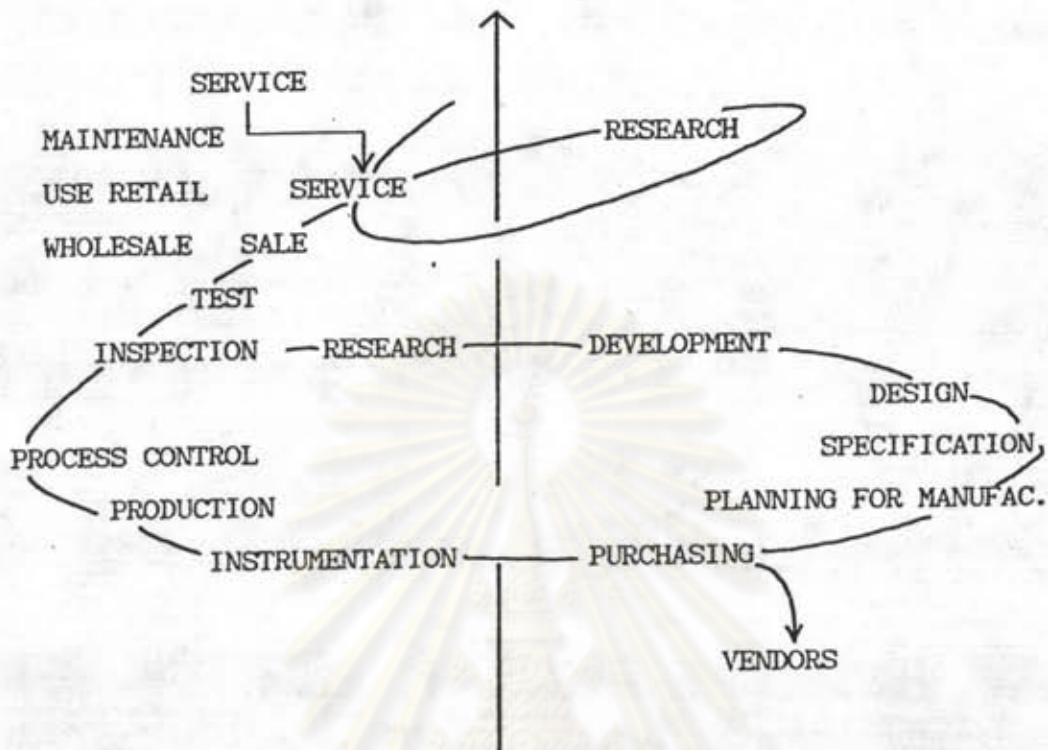 SERVICE
MAINTENANCE
RESEARCH
USE RETAIL
SERVICE
WHOLESALE
SALE
TEST
INSPECTION
RESEARCH
DEVELOPMENT
DESIGN
PROCESS CONTROL
SPECIFICATION,
PRODUCTION
PLANNING FOR MANUFAC.
INSTRUMENTATION
PURCHASING
VENDORS